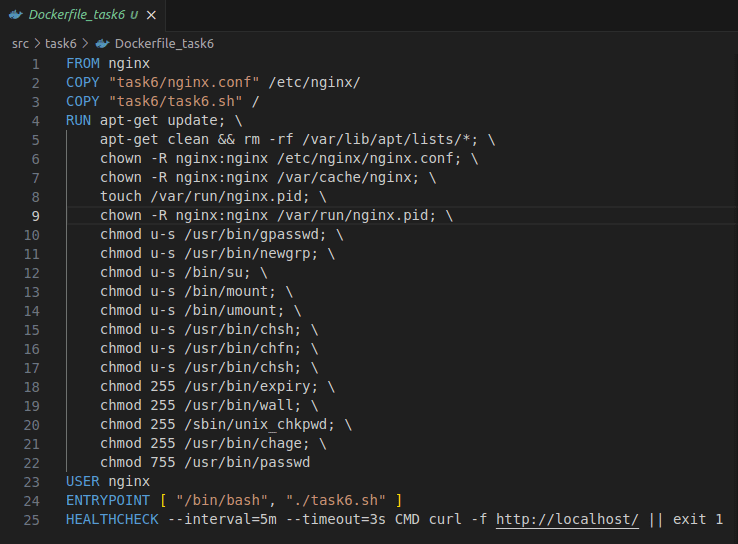 Dockerfile_task6 U ×
src > task6 > Dockerfile_task6
1 FROM nginx
2 COPY "task6/nginx.conf" /etc/nginx/
3 COPY "task6/task6.sh" /
4 RUN apt-get update; \
5 apt-get clean && rm -rf /var/lib/apt/lists/*; \
6 chown -R nginx:nginx /etc/nginx/nginx.conf; \
7 chown -R nginx:nginx /var/cache/nginx; \
8 touch /var/run/nginx.pid; \
9 chown -R nginx:nginx /var/run/nginx.pid; \
10 chmod u-s /usr/bin/gpasswd; \
11 chmod u-s /usr/bin/newgrp; \
12 chmod u-s /bin/su; \
13 chmod u-s /bin/mount; \
14 chmod u-s /bin/umount; \
15 chmod u-s /usr/bin/chsh; \
16 chmod u-s /usr/bin/chfn; \
17 chmod u-s /usr/bin/chsh; \
18 chmod 255 /usr/bin/expiry; \
19 chmod 255 /usr/bin/wall; \
20 chmod 255 /sbin/unix_chkpwd; \
21 chmod 255 /usr/bin/chage; \
22 chmod 755 /usr/bin/passwd
23 USER nginx
24 ENTRYPOINT [ "/bin/bash", "./task6.sh" ]
25 HEALTHCHECK --interval=5m --timeout=3s CMD curl -f http://localhost/ || exit 1